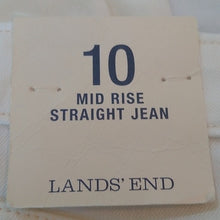 10
MID RISE
STRAIGHT JEAN
LANDS' END